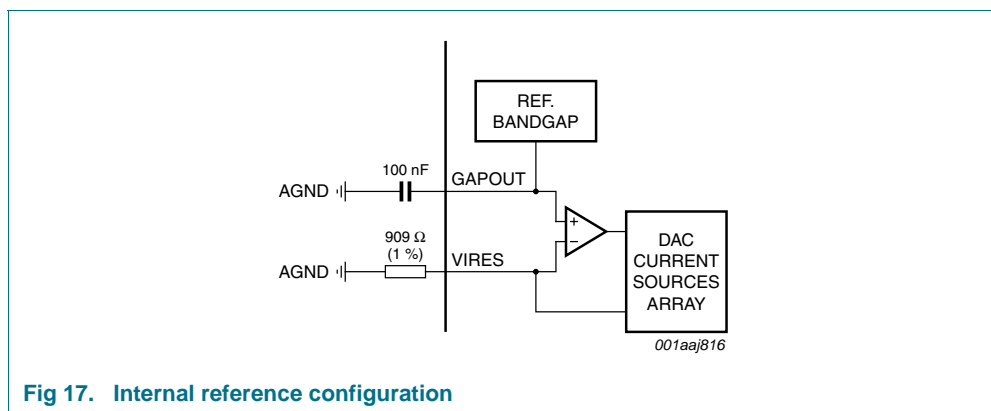 REF.
BANDGAP
100 nF
AGND
GAPOUT
+
−
909 Ω
(1 %)
AGND
VIRES
DAC
CURRENT
SOURCES
ARRAY
001aaj816
Fig 17. Internal reference configuration